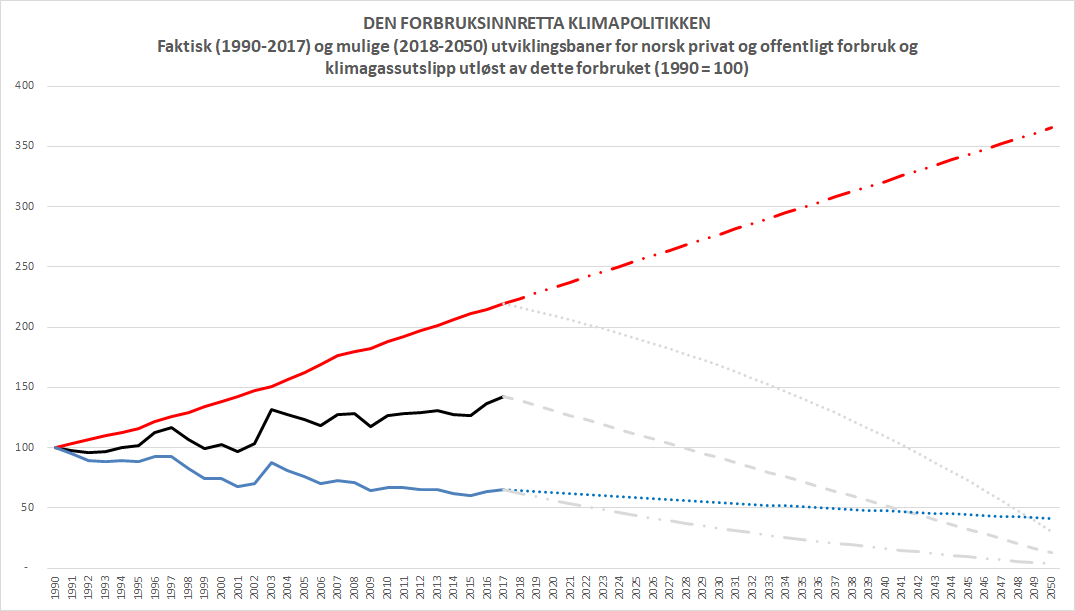 DEN FORBRUKSINNRETTA KLIMAPOLITIKKEN
Faktisk (1990-2017) og mulige (2018-2050) utviklingsbaner for norsk privat og offentligt forbruk og
klimagassutslipp utløst av dette forbruket (1990 = 100)
400
350
300
250
200
150
100
50
-
1990 1991 1992 1993 1994 1995 1996 1997 1998 1999 2000 2001 2002 2003 2004 2005 2006 2007 2008 2009 2010 2011 2012 2013 2014 2015 2016 2017 2018 2019 2020 2021 2022 2023 2024 2025 2026 2027 2028 2029 2030 2031 2032 2033 2034 2035 2036 2037 2038 2039 2040 2041 2042 2043 2044 2045 2046 2047 2048 2049 2050